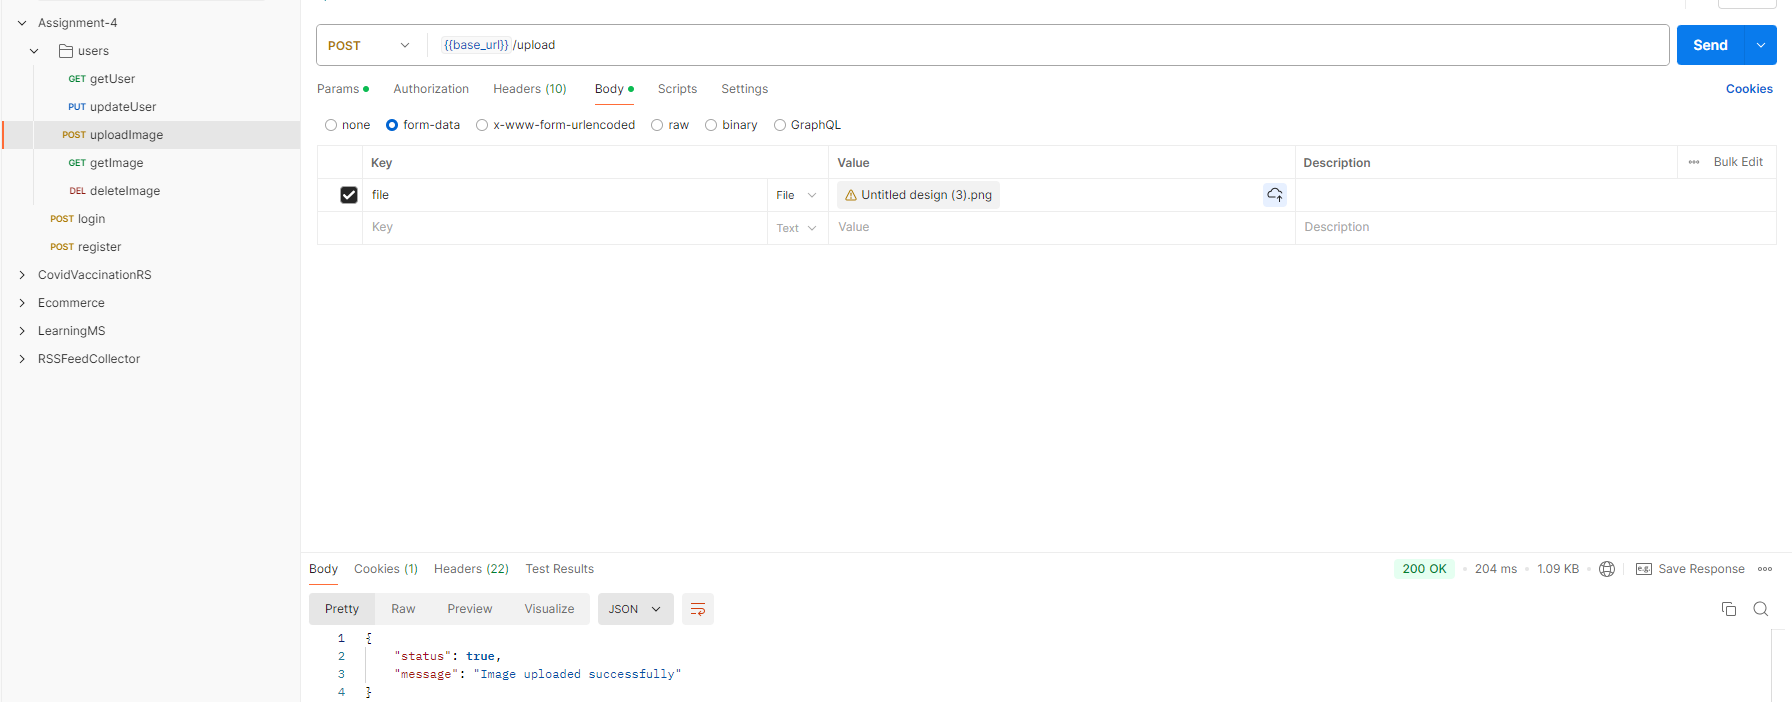 Assignment-4
users
GET getUser
PUT updateUser
POST uploadImage
GET getImage
DEL deleteImage
POST login
POST register
CovidVaccinationRS
Ecommerce
LearningMS
RSSFeedCollector
POST {{base_url}} /upload Send
Params Authorization Headers (10) Body Scripts Settings Cookies
none form-data x-www-form-urlencoded raw binary GraphQL
Key Value Description Bulk Edit
file File Untitled design (3).png
Key Text Value Description
Body Cookies (1) Headers (22) Test Results 200 OK 204 ms 1.09 KB e.g. Save Response
Pretty Raw Preview Visualize JSON
1 {
2 "status": true,
3 "message": "Image uploaded successfully"
4 }